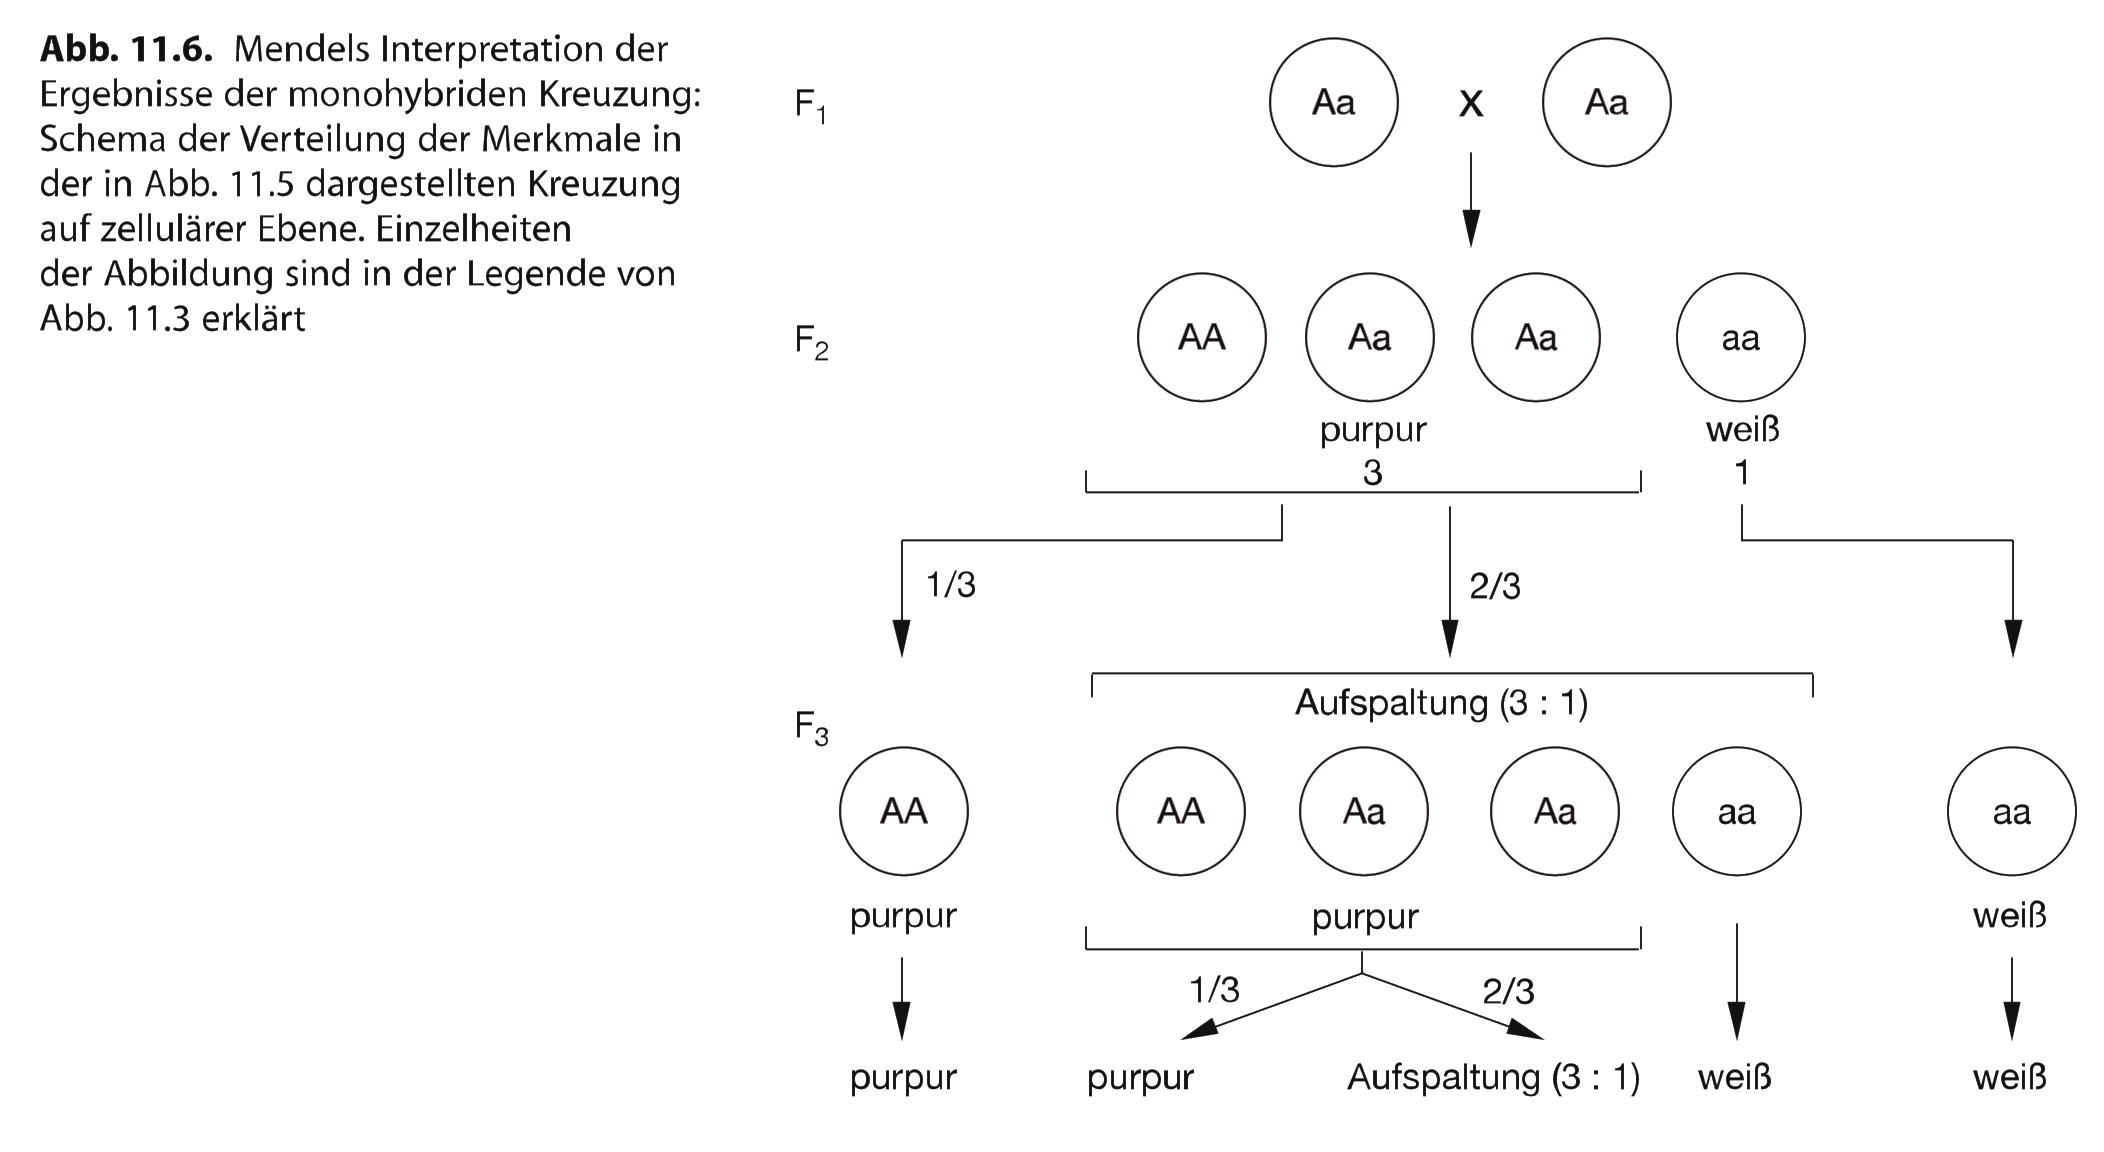 Abb. 11.6. Mendels Interpretation der
Ergebnisse der monohybriden Kreuzung:
Schema der Verteilung der Merkmale in
der in Abb. 11.5 dargestellten Kreuzung
auf zellulärer Ebene. Einzelheiten
der Abbildung sind in der Legende von
Abb. 11.3 erklärt
F₁ Aa x Aa
F₂ AA Aa Aa aa
purpur weiß
3 1
1/3 2/3
Aufspaltung (3 : 1)
F₃
AA AA Aa Aa aa aa
purpur purpur weiß
1/3 2/3
purpur purpur Aufspaltung (3 : 1) weiß weiß